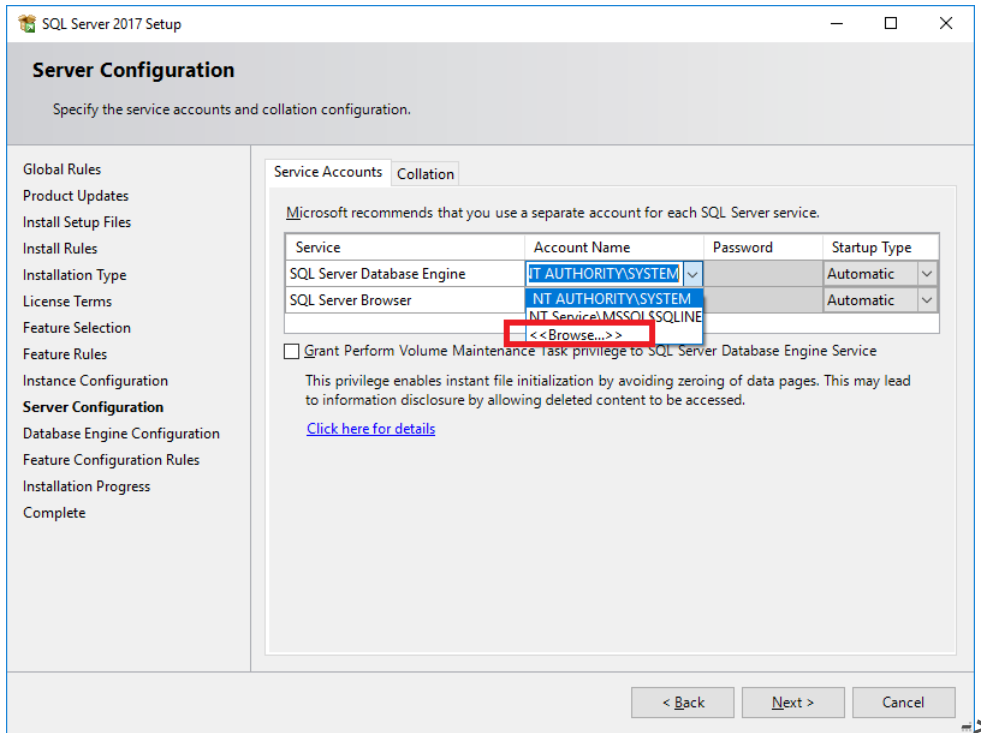 SQL Server 2017 Setup
Server Configuration
Specify the service accounts and collation configuration.
Global Rules
Product Updates
Install Setup Files
Install Rules
Installation Type
License Terms
Feature Selection
Feature Rules
Instance Configuration
Server Configuration
Database Engine Configuration
Feature Configuration Rules
Installation Progress
Complete
Service Accounts Collation
Microsoft recommends that you use a separate account for each SQL Server service.
Service Account Name Password Startup Type
SQL Server Database Engine AUTHORITY\SYSTEM Automatic
SQL Server Browser NT AUTHORITY\SYSTEM Automatic
NT Service\MSSQL$SQLINE
<<Browse...>>
Grant Perform Volume Maintenance Task privilege to SQL Server Database Engine Service
This privilege enables instant file initialization by avoiding zeroing of data pages. This may lead
to information disclosure by allowing deleted content to be accessed.
Click here for details
< Back Next > Cancel